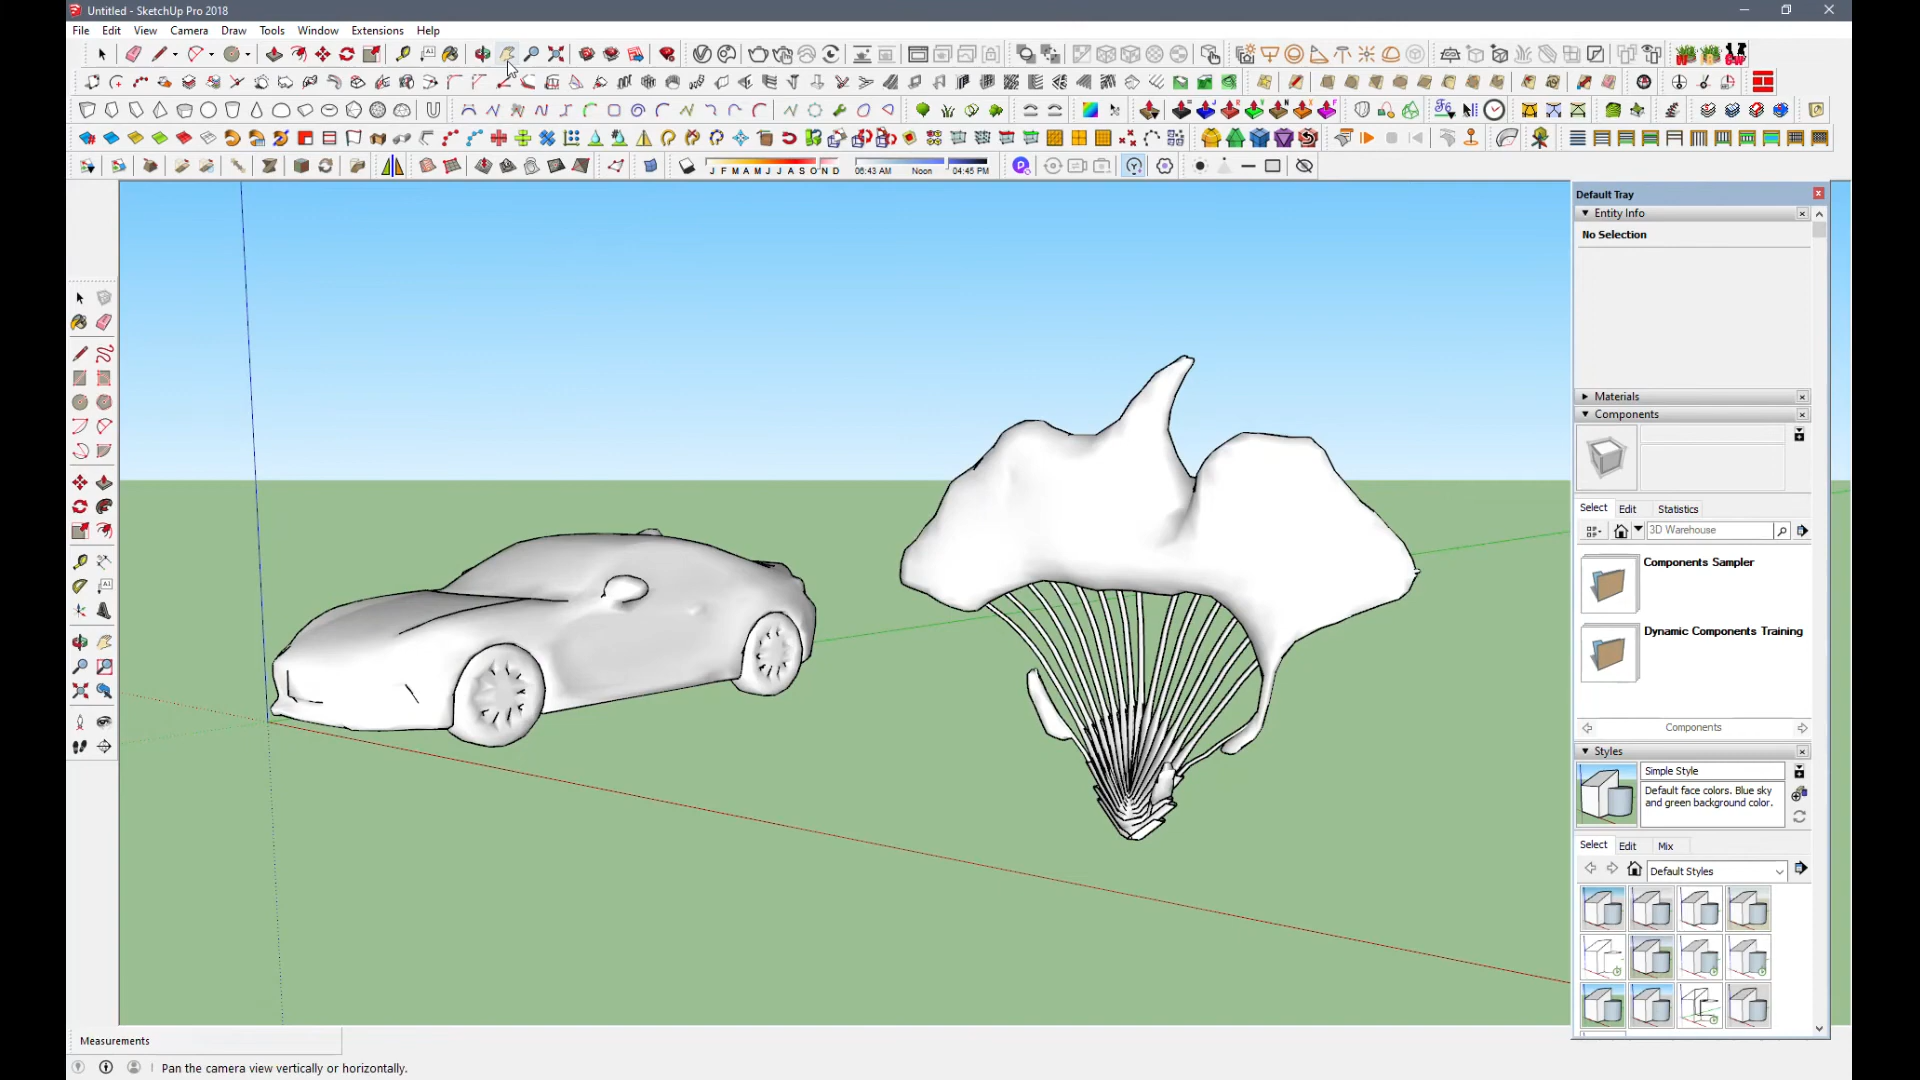 Untitled - SketchUp Pro 2018
File Edit View Camera Draw Tools Window Extensions Help
J F M A M J J A S O N D 06:43 AM Noon 04:45 PM
Default Tray
Entity Info
No Selection
Materials
Components
Select Edit Statistics
3D Warehouse
Components Sampler
Dynamic Components Training
Components
Styles
Simple Style
Default face colors. Blue sky
and green background color.
Select Edit Mix
Default Styles
Measurements
Pan the camera view vertically or horizontally.